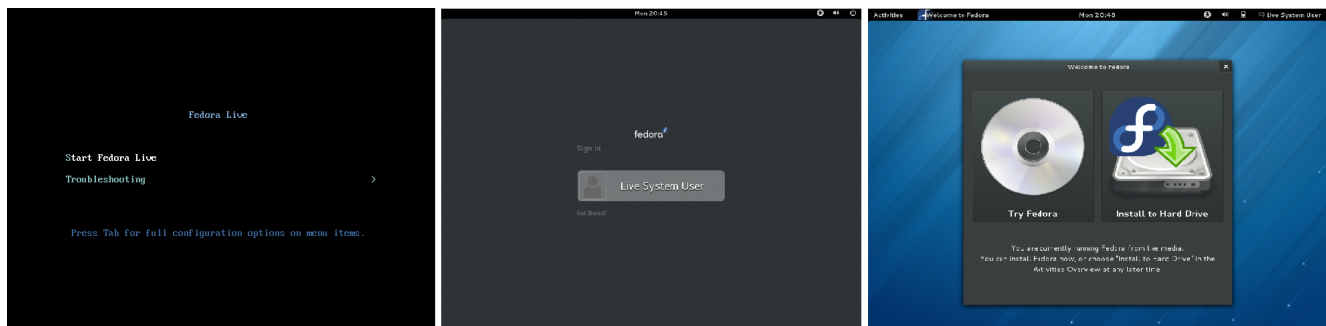 Fedora Live
Start Fedora Live
Troubleshooting >
Press Tab for full configuration options on menu items.
Mon 20:45
fedora
Sign In
Live System User
Not listed?
Activities Welcome to Fedora Mon 20:48 Live System User
Welcome to Fedora
Try Fedora Install to Hard Drive
You are currently running Fedora from live media.
You can install Fedora now, or choose "Install to Hard Drive" in the
Activities Overview at any later time.